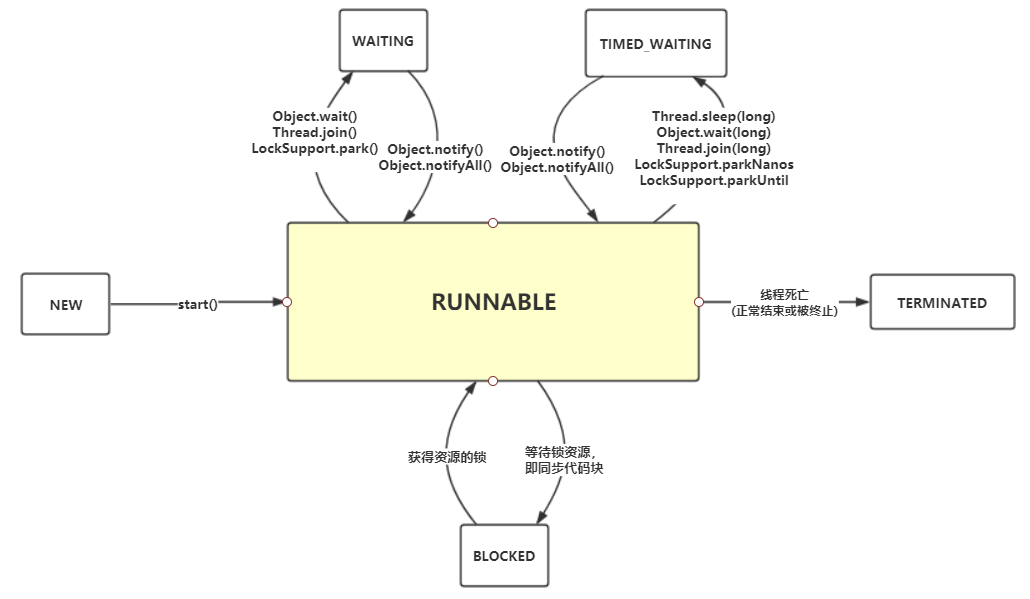 WAITING
TIMED_WAITING
Object.wait()
Thread.join()
LockSupport.park()
Object.notify()
Object.notifyAll()
Object.notify()
Object.notifyAll()
Thread.sleep(long)
Object.wait(long)
Thread.join(long)
LockSupport.parkNanos
LockSupport.parkUntil
NEW
start()
RUNNABLE
线程死亡
(正常结束或被终止)
TERMINATED
获得资源的锁
等待锁资源，
即同步代码块
BLOCKED